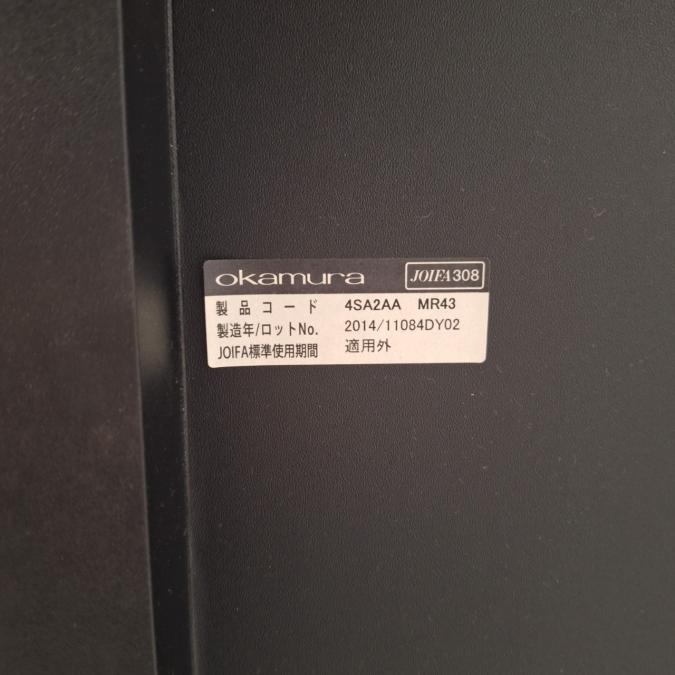 okamura JOIFA308
製品コード 4SA2AA MR43
製造年/ロットNo. 2014/11084DY02
JOIFA標準使用期間 適用外